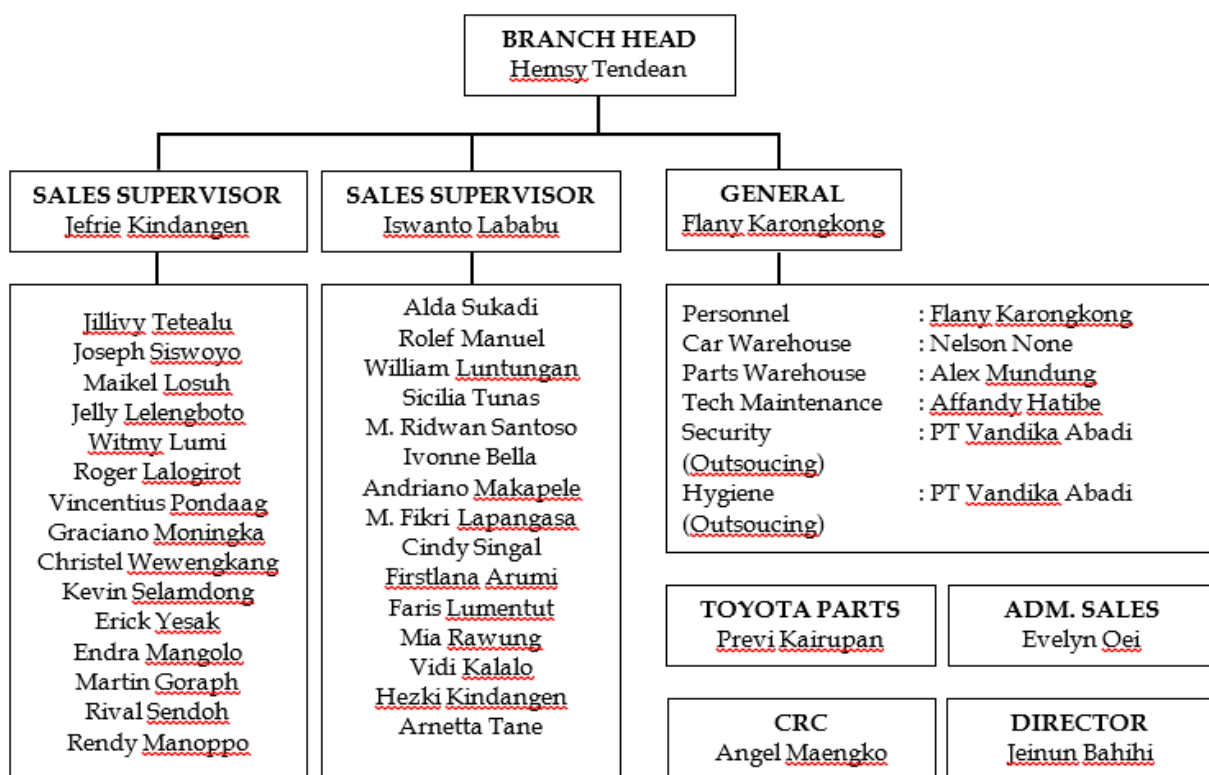 BRANCH HEAD
Hemsy Tendean
SALES SUPERVISOR
Jefrie Kindangen
SALES SUPERVISOR
Iswanto Lababu
GENERAL
Flany Karongkong
Jillivy Tetealu
Joseph Siswoyo
Maikel Losuh
Jelly Lelengboto
Witmy Lumi
Roger Lalogirot
Vincentius Pondaag
Graciano Moningka
Christel Wewengkang
Kevin Selamdong
Erick Yesak
Endra Mangolo
Martin Goraph
Rival Sendoh
Rendy Manoppo
Alda Sukadi
Rolef Manuel
William Luntungan
Sicilia Tunas
M. Ridwan Santoso
Ivonne Bella
Andriano Makapele
M. Fikri Lapangasa
Cindy Singal
Firstlana Arumi
Faris Lumentut
Mia Rawung
Vidi Kalalo
Hezki Kindangen
Arnetta Tane
Personnel : Flany Karongkong
Car Warehouse : Nelson None
Parts Warehouse : Alex Mundung
Tech Maintenance : Affandy Hatibe
Security : PT Vandika Abadi
(Outsoucing)
Hygiene : PT Vandika Abadi
(Outsoucing)
TOYOTA PARTS
Previ Kairupan
ADM. SALES
Evelyn Oei
CRC
Angel Maengko
DIRECTOR
Jeinun Bahihi